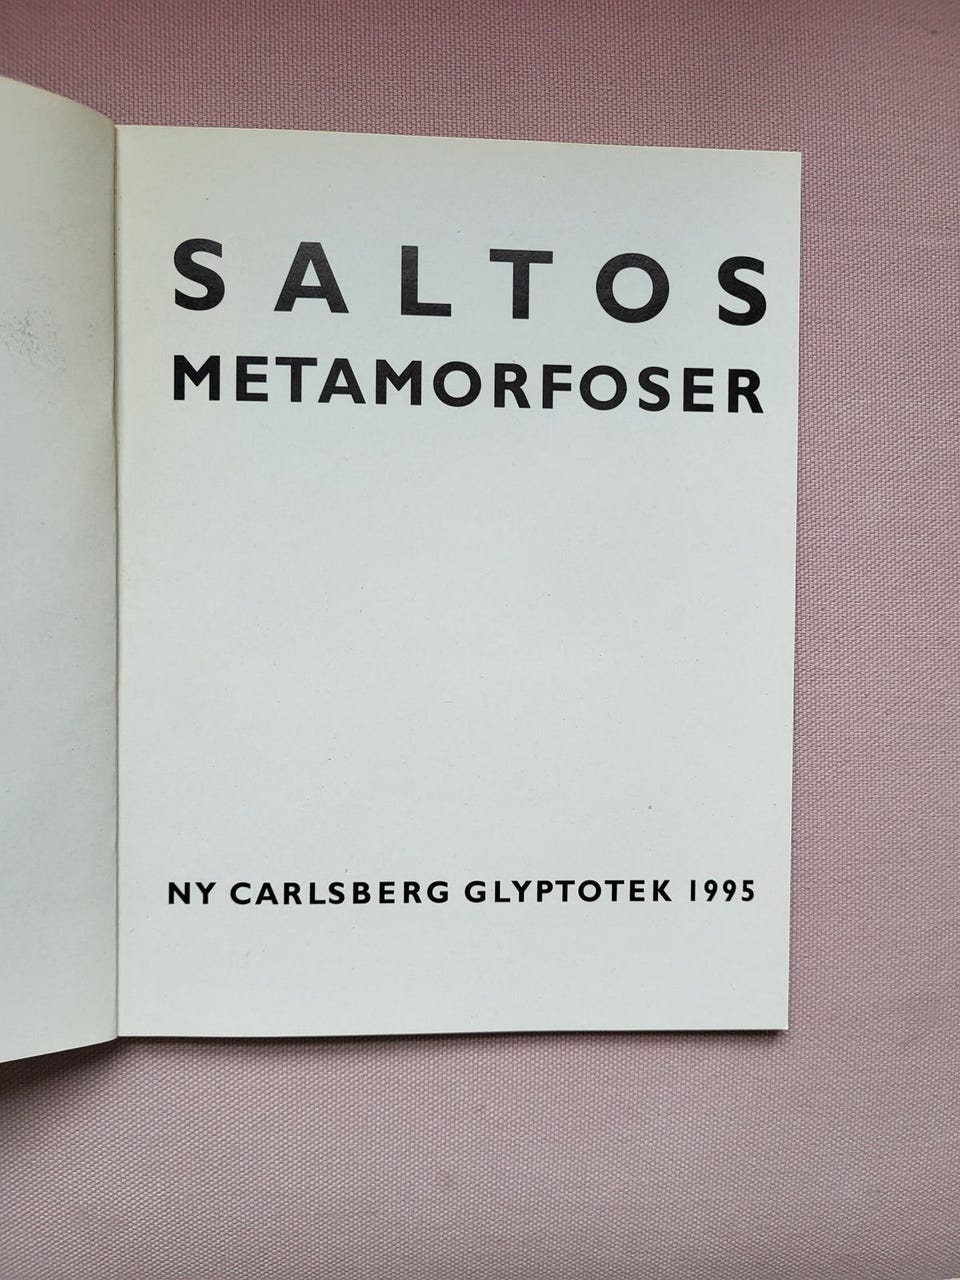 SALTOS
METAMORFOSER
NY CARLSBERG GLYPTOTEK 1995